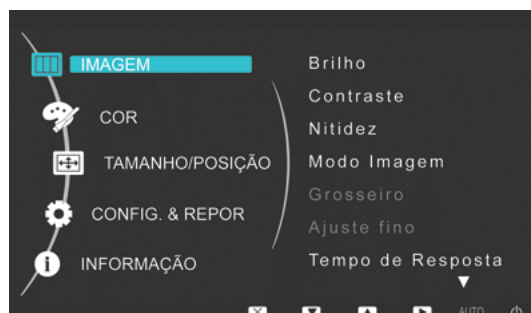 IMAGEM
COR
TAMANHO/POSIÇÃO
CONFIG. & REPOR
INFORMAÇÃO
Brilho
Contraste
Nitidez
Modo Imagem
Grosseiro
Ajuste fino
Tempo de Resposta
AUTO